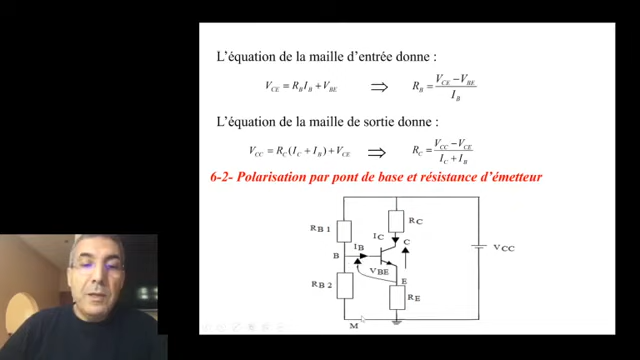 L'équation de la maille d'entrée donne :
V_CE = R_B I_B + V_BE ⇒ R_B = (V_CE − V_BE) / I_B
L'équation de la maille de sortie donne :
V_CC = R_C (I_C + I_B) + V_CE ⇒ R_C = (V_CC − V_CE) / (I_C + I_B)
6-2- Polarisation par pont de base et résistance d'émetteur
R_B1
I_C
R_C
I_B
C
B
V_CC
V_BE
E
R_B2
R_E
M